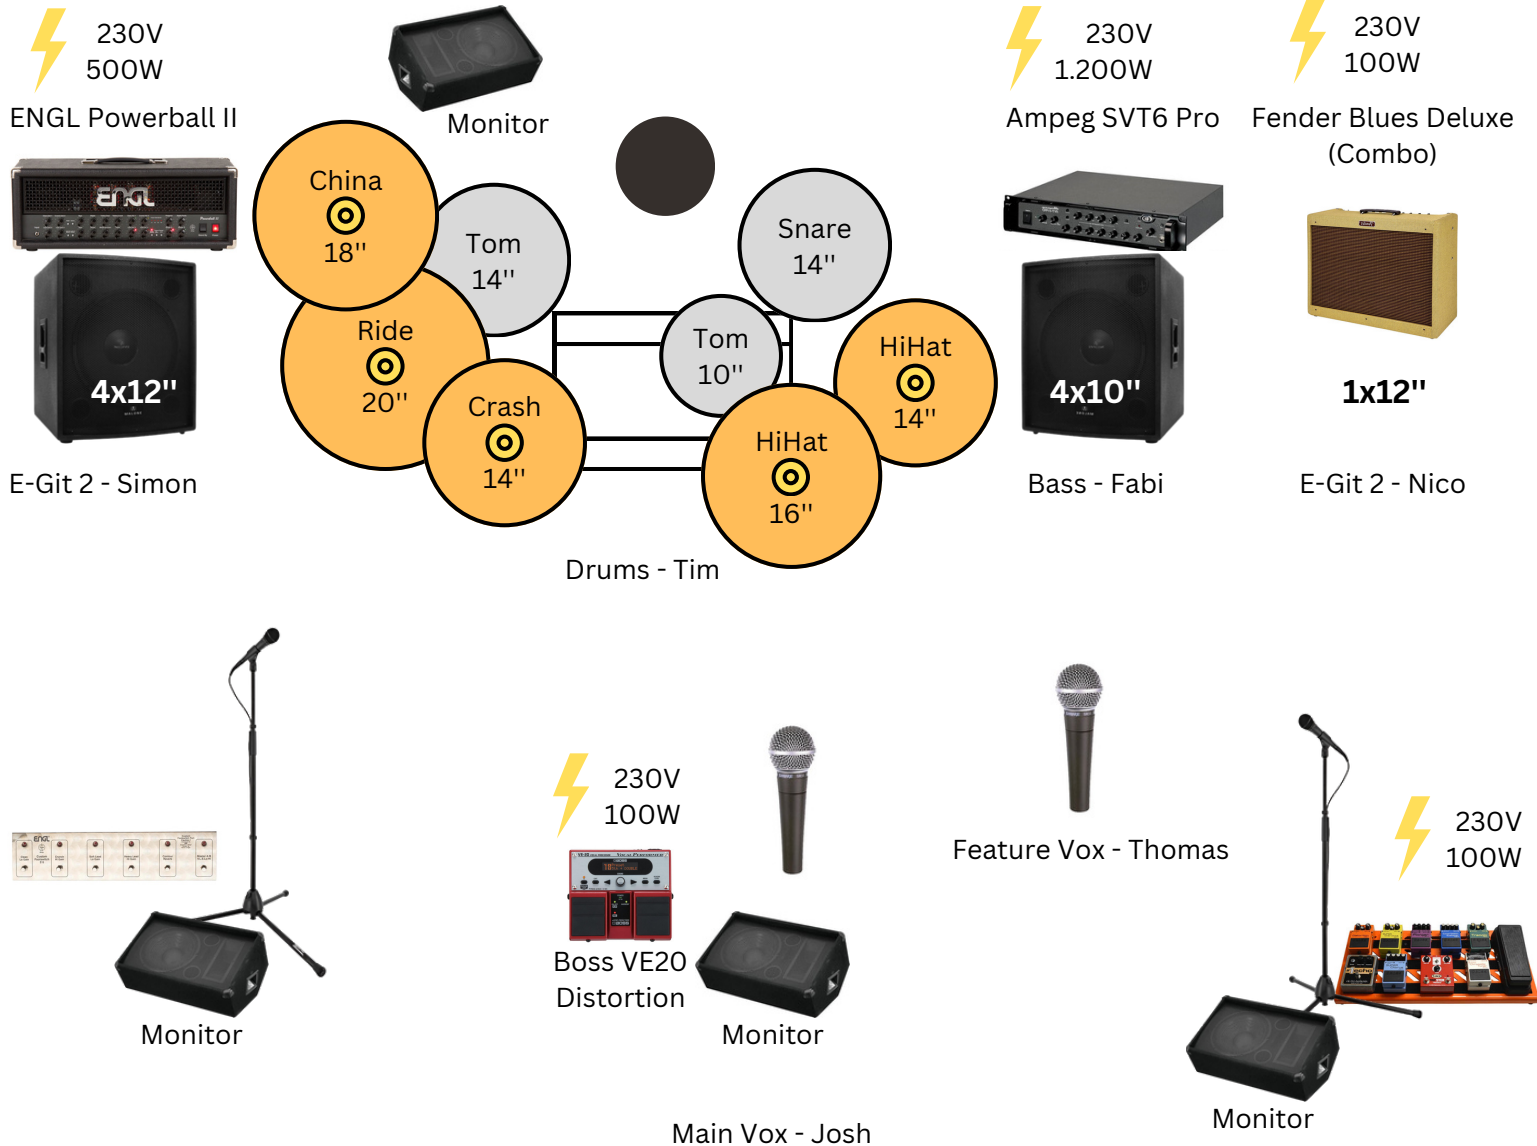 230V
500W
ENGL Powerball II
ENGL
4x12"
E-Git 2 - Simon
Monitor
China
18"
Tom
14"
Ride
20"
Crash
14"
Snare
14"
Tom
10"
HiHat
14"
HiHat
16"
Drums - Tim
230V
1.200W
Ampeg SVT6 Pro
4x10"
Bass - Fabi
230V
100W
Fender Blues Deluxe
(Combo)
1x12"
E-Git 2 - Nico
ENGL
Monitor
230V
100W
Boss VE20
Distortion
Monitor
Main Vox - Josh
Feature Vox - Thomas
230V
100W
Monitor